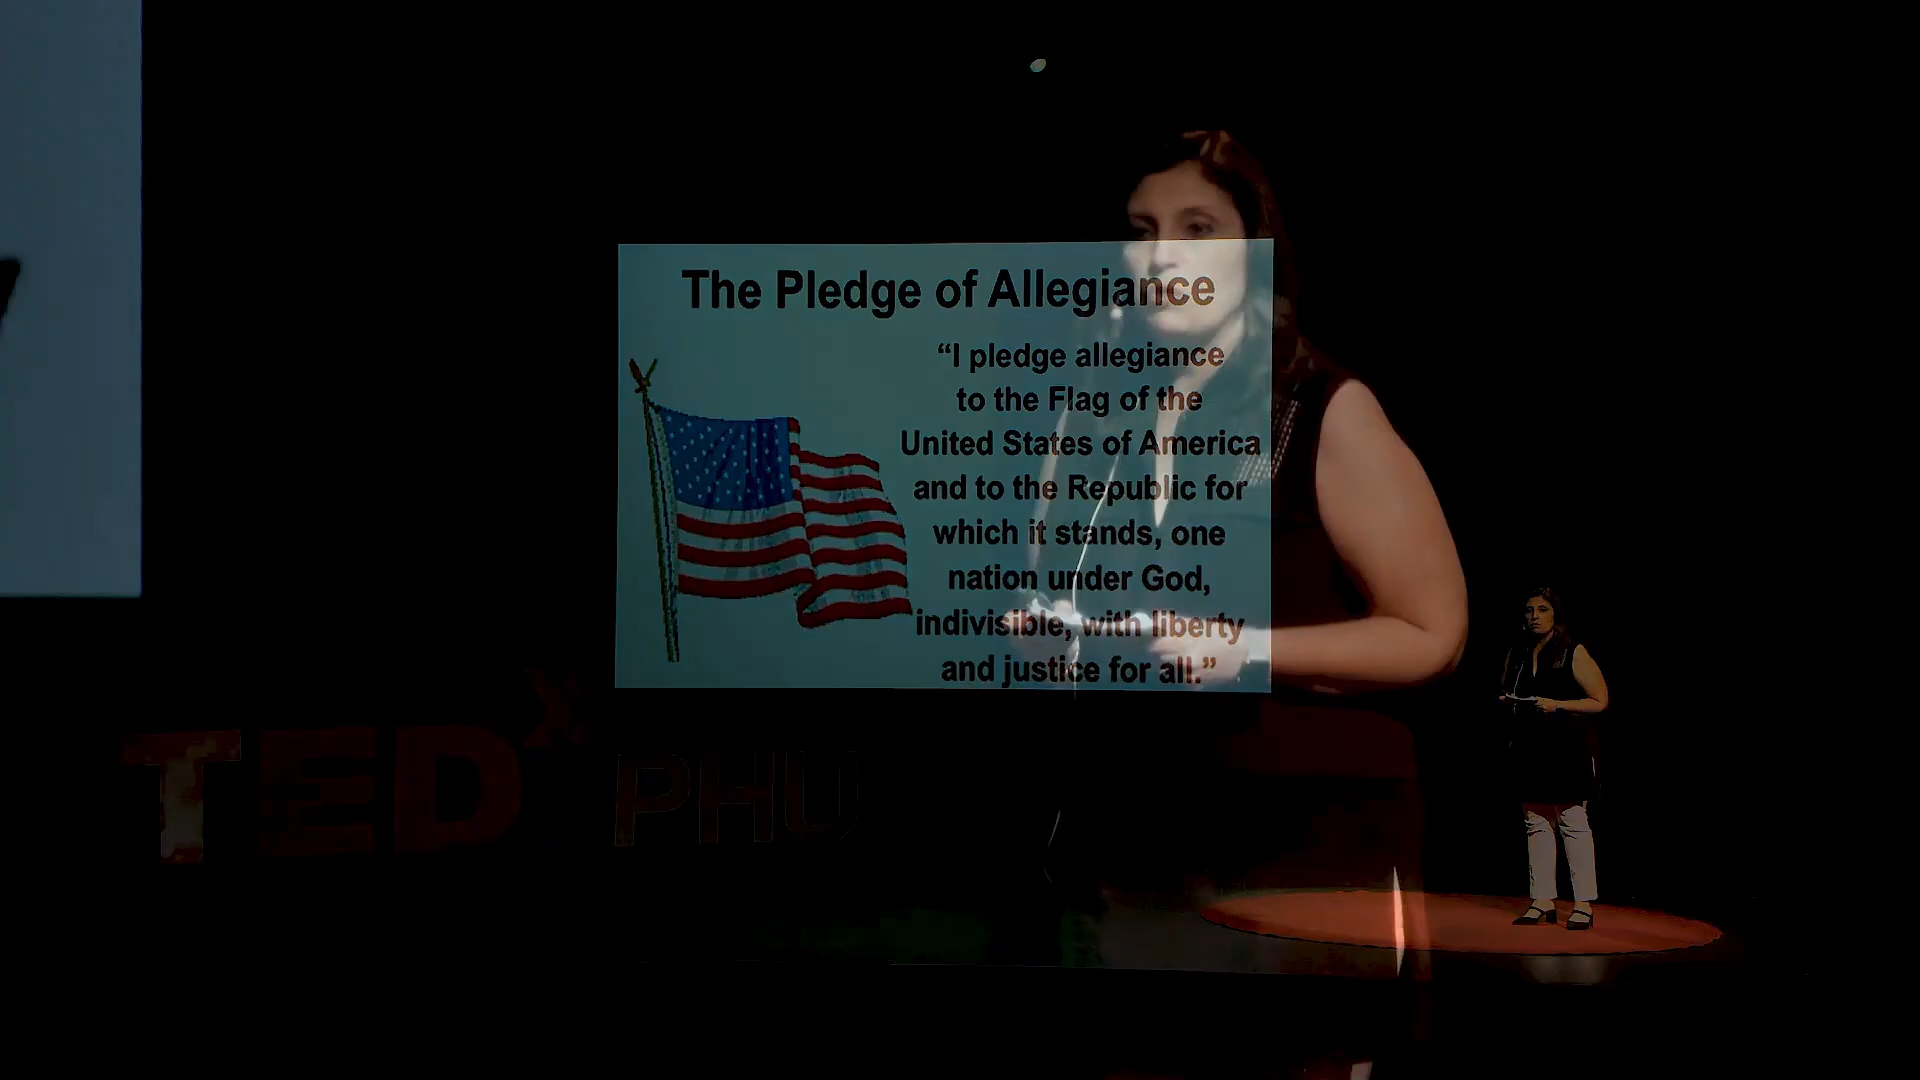 The Pledge of Allegiance
“I pledge allegiance
to the Flag of the
United States of America
and to the Republic for
which it stands, one
nation under God,
indivisible, with liberty
and justice for all.”
TEDx PHU